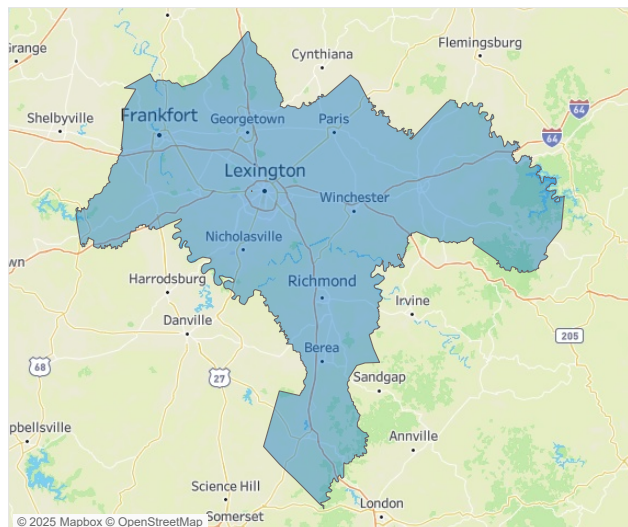 Grange
Cynthiana
Flemingsburg
64
Shelbyville
Frankfort
Georgetown
Paris
64
Lexington
Winchester
Nicholasville
own
Harrodsburg
Richmond
Irvine
Danville
205
Berea
68
27
Sandgap
pbellsville
Annville
Science Hill
London
Somerset
© 2025 Mapbox © OpenStreetMap